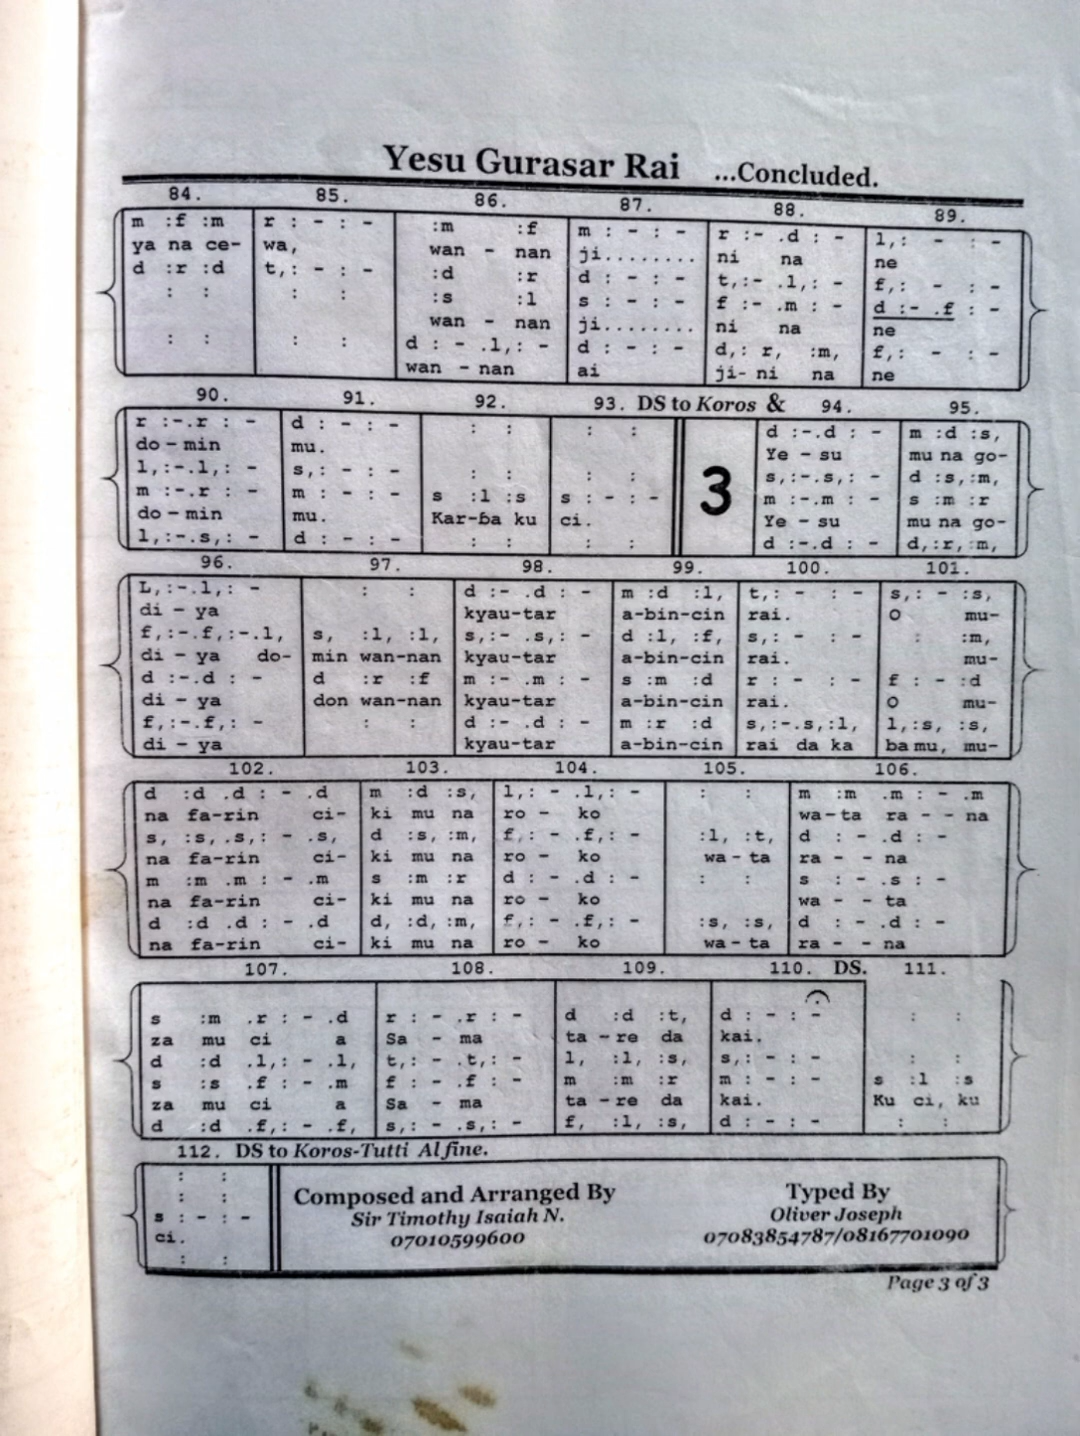 Yesu Gurasar Rai ...Concluded.
84. 85. 86. 87. 88. 89.
m :f :m | r : - : - | :m :f | m : - : - | r :- .d : - | l,: - : -
ya na ce- | wa, | wan - nan | ji........ | ni na | ne
d :r :d | t,: - : - | :d :r | d : - : - | t,:- .l,: - | f,: - : -
: : | : : | :s :l | s : - : - | f :- .m : - | d :- .f : -
wan - nan | ji........ | ni na | ne
: : | : : | d : - .l,: - | d : - : - | d,: r, :m, | f,: - : -
wan - nan | ai | ji- ni na | ne
90. 91. 92. 93. DS to Koros & 94. 95.
r :-.r : - | d : - : - | : : | : : | d :-.d : - | m :d :s,
do - min | mu. | Ye - su | mu na go-
l,:-.l,: - | s,: - : - | : : | : : | s,:-.s,: - | d :s,:m,
m :-.r : - | m : - : - | s :l :s | s : - : - | 3 | m :-.m : - | s :m :r
do - min | mu. | Kar-ɓa ku | ci. | Ye - su | mu na go-
l,:-.s,: - | d : - : - | : : | : : | d :-.d : - | d,:r,:m,
96. 97. 98. 99. 100. 101.
L,:-.l,: - | : : | d :- .d : - | m :d :l, | t,: - : - | s,: - :s,
di - ya | kyau-tar | a-bin-cin | rai. | O mu-
f,:-.f,:-.l, | s, :l, :l, | s,:- .s,: - | d :l, :f, | s,: - : - | : :m,
di - ya do- | min wan-nan | kyau-tar | a-bin-cin | rai. | mu-
d :-.d : - | d :r :f | m :- .m : - | s :m :d | r : - : - | f : - :d
di - ya | don wan-nan | kyau-tar | a-bin-cin | rai. | O mu-
f,:-.f,: - | : : | d :- .d : - | m :r :d | s,:-.s,:l, | l,:s, :s,
di - ya | kyau-tar | a-bin-cin | rai da ka | ba mu, mu-
102. 103. 104. 105. 106.
d :d .d : - .d | m :d :s, | l,: - .l,: - | : : | m :m .m : - .m
na fa-rin ci- | ki mu na | ro - ko | wa-ta ra - - na
s, :s, .s,: - .s, | d :s, :m, | f,: - .f,: - | :l, :t, | d : - .d : -
na fa-rin ci- | ki mu na | ro - ko | wa - ta | ra - - na
m :m .m : - .m | s :m :r | d : - .d : - | : : | s : - .s : -
na fa-rin ci- | ki mu na | ro - ko | wa - - ta
d :d .d : - .d | d, :d, :m, | f,: - .f,: - | :s, :s, | d : - .d : -
na fa-rin ci- | ki mu na | ro - ko | wa - ta | ra - - na
107. 108. 109. 110. DS. 111.
s :m .r : - .d | r : - .r : - | d :d :t, | d : - : - | : :
za mu ci a | Sa - ma | ta - re da | kai.
d :d .l,: - .l, | t,: - .t,: - | l, :l, :s, | s,: - : - | : :
s :s .f : - .m | f : - .f : - | m :m :r | m : - : - | s :l :s
za mu ci a | Sa - ma | ta - re da | kai. | Ku ci, ku
d :d .f,: - .f, | s,: - .s,: - | f, :l, :s, | d : - : - | : :
112. DS to Koros-Tutti Al fine.
: :
: :
s : - : -
ci.
: :
Composed and Arranged By
Sir Timothy Isaiah N.
07010599600
Typed By
Oliver Joseph
07083854787/08167701090
Page 3 of 3